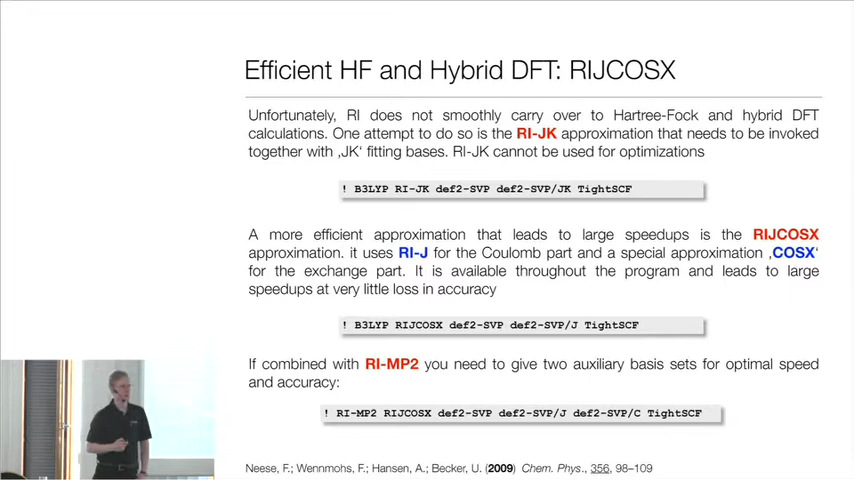 Efficient HF and Hybrid DFT: RIJCOSX
Unfortunately, RI does not smoothly carry over to Hartree-Fock and hybrid DFT
calculations. One attempt to do so is the RI-JK approximation that needs to be invoked
together with ‚JK‘ fitting bases. RI-JK cannot be used for optimizations
! B3LYP RI-JK def2-SVP def2-SVP/JK TightSCF
A more efficient approximation that leads to large speedups is the RIJCOSX
approximation. it uses RI-J for the Coulomb part and a special approximation ‚COSX‘
for the exchange part. It is available throughout the program and leads to large
speedups at very little loss in accuracy
! B3LYP RIJCOSX def2-SVP def2-SVP/J TightSCF
If combined with RI-MP2 you need to give two auxiliary basis sets for optimal speed
and accuracy:
! RI-MP2 RIJCOSX def2-SVP def2-SVP/J def2-SVP/C TightSCF
Neese, F.; Wennmohs, F.; Hansen, A.; Becker, U. (2009) Chem. Phys., 356, 98–109